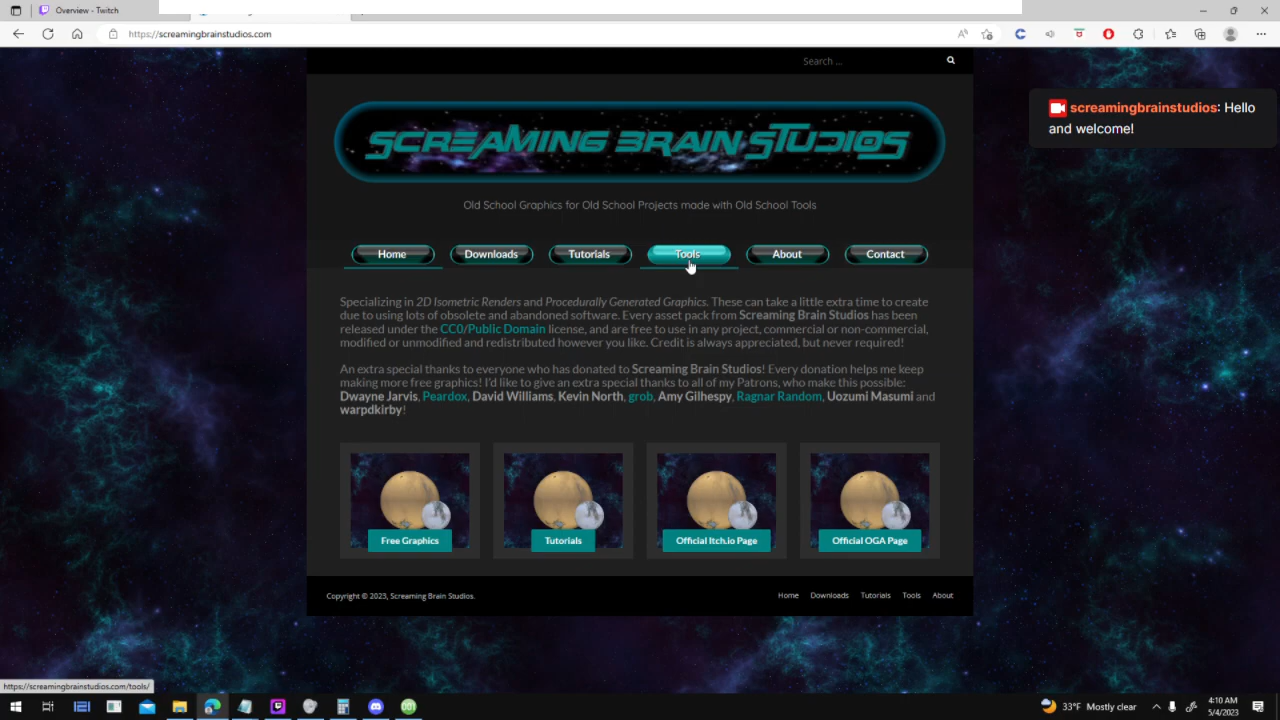 Overview - Twitch
https://screamingbrainstudios.com
Search ...
screamingbrainstudios: Hello
and welcome!
SCREAMING BRAIN STUDIOS
Old School Graphics for Old School Projects made with Old School Tools
Home Downloads Tutorials Tools About Contact
Specializing in 2D Isometric Renders and Procedurally Generated Graphics. These can take a little extra time to create
due to using lots of obsolete and abandoned software. Every asset pack from Screaming Brain Studios has been
released under the CC0/Public Domain license, and are free to use in any project, commercial or non-commercial,
modified or unmodified and redistributed however you like. Credit is always appreciated, but never required!
An extra special thanks to everyone who has donated to Screaming Brain Studios! Every donation helps me keep
making more free graphics! I'd like to give an extra special thanks to all of my Patrons, who make this possible:
Dwayne Jarvis, Peardox, David Williams, Kevin North, grob, Amy Gilhespy, Ragnar Random, Uozumi Masumi and
warpdkirby!
Free Graphics Tutorials Official Itch.io Page Official OGA Page
Copyright © 2023, Screaming Brain Studios. Home Downloads Tutorials Tools About
https://screamingbrainstudios.com/tools/
33°F Mostly clear
4:10 AM
5/4/2023